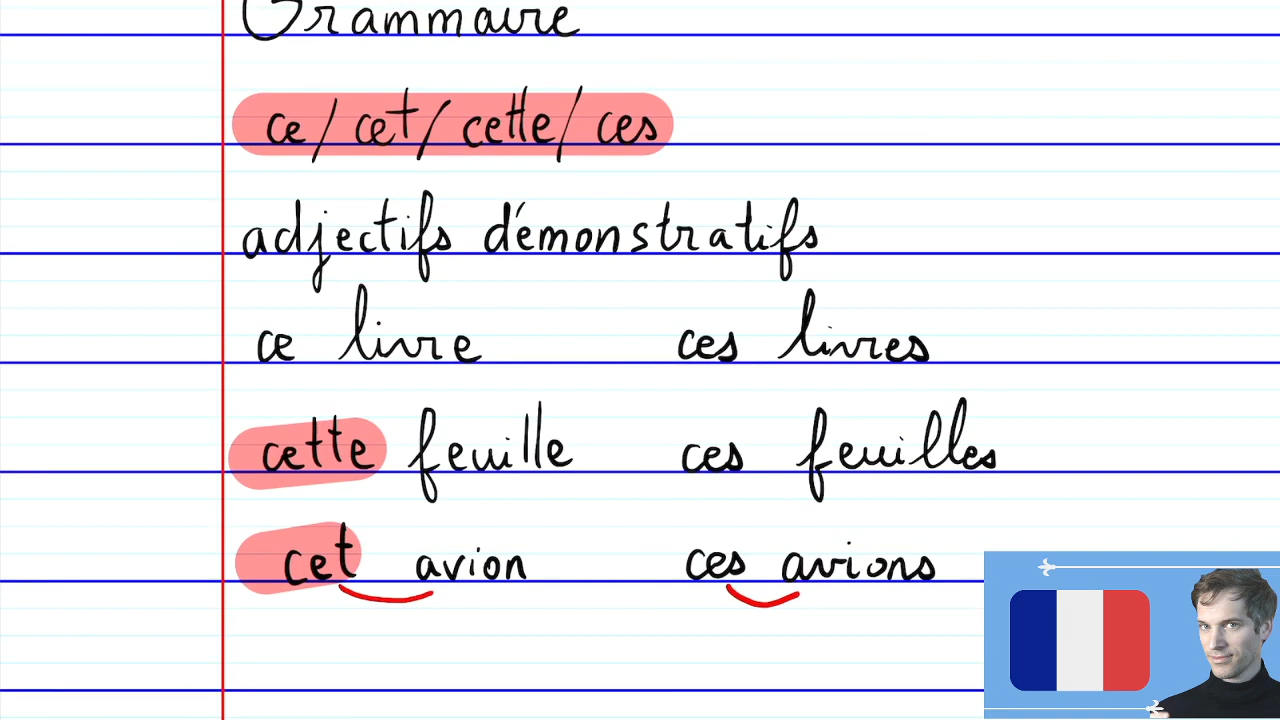 Grammaire
ce/cet/cette/ces
adjectifs démonstratifs
ce livre ces livres
cette feuille ces feuilles
cet avion ces avions